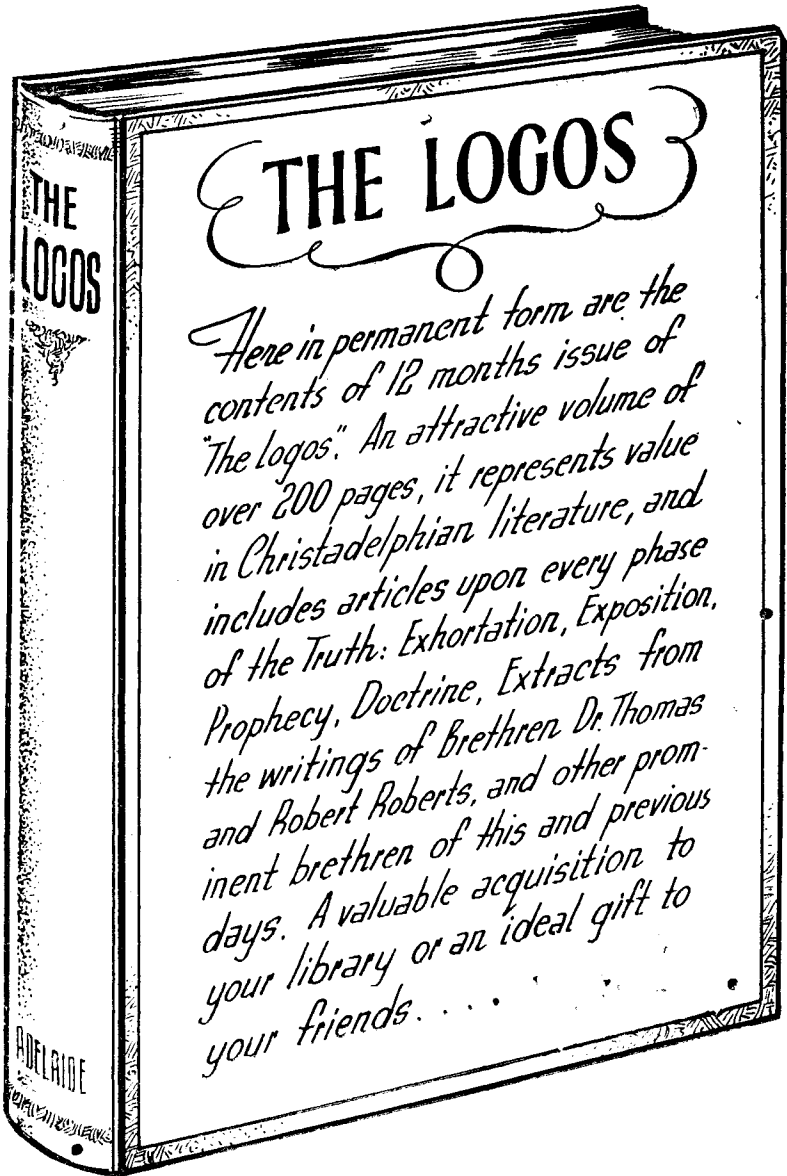 THE
LOGOS
ADELAIDE
THE LOGOS
Here in permanent form are the
contents of 12 months issue of
"The logos". An attractive volume of
over 200 pages, it represents value
in Christadelphian literature, and
includes articles upon every phase
of the Truth: Exhortation, Exposition,
Prophecy, Doctrine, Extracts from
the writings of Brethren Dr. Thomas
and Robert Roberts, and other prom-
inent brethren of this and previous
days. A valuable acquisition to
your library or an ideal gift to
your friends. . . . .